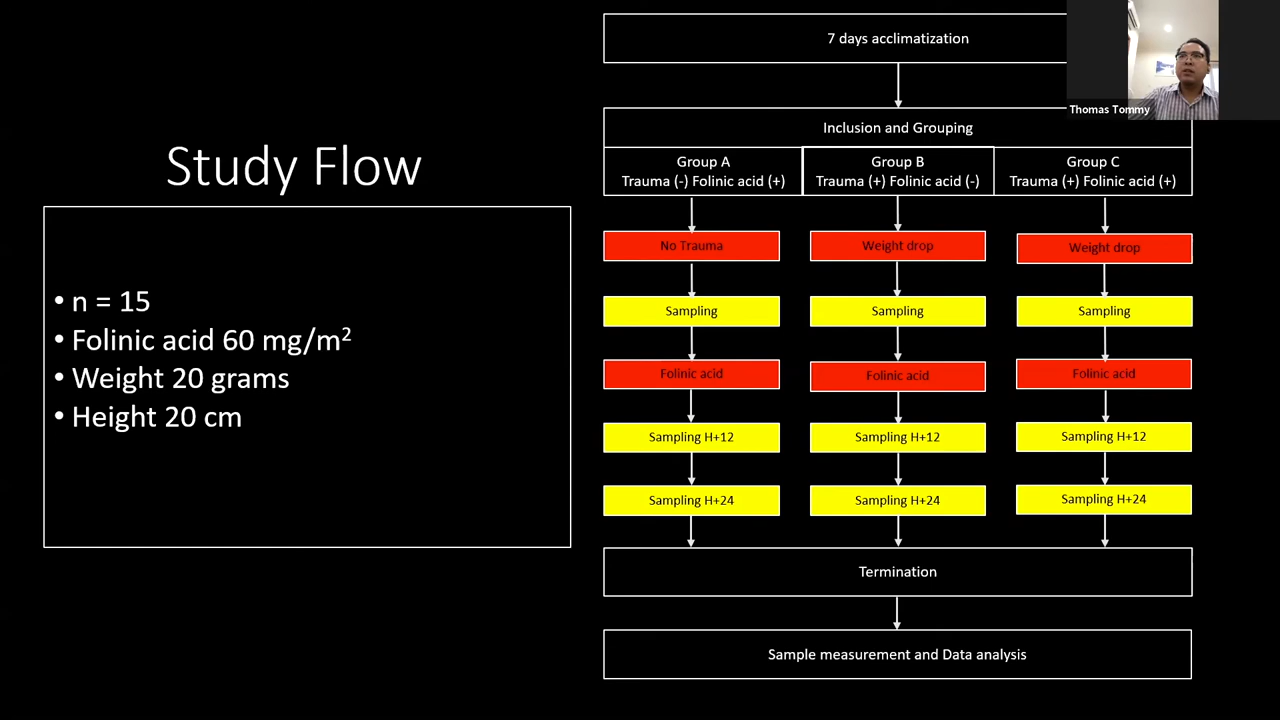 Study Flow
• n = 15
• Folinic acid 60 mg/m²
• Weight 20 grams
• Height 20 cm
7 days acclimatization
Thomas Tommy
Inclusion and Grouping
Group A
Trauma (-) Folinic acid (+)
Group B
Trauma (+) Folinic acid (-)
Group C
Trauma (+) Folinic acid (+)
No Trauma
Weight drop
Weight drop
Sampling
Sampling
Sampling
Folinic acid
Folinic acid
Folinic acid
Sampling H+12
Sampling H+12
Sampling H+12
Sampling H+24
Sampling H+24
Sampling H+24
Termination
Sample measurement and Data analysis